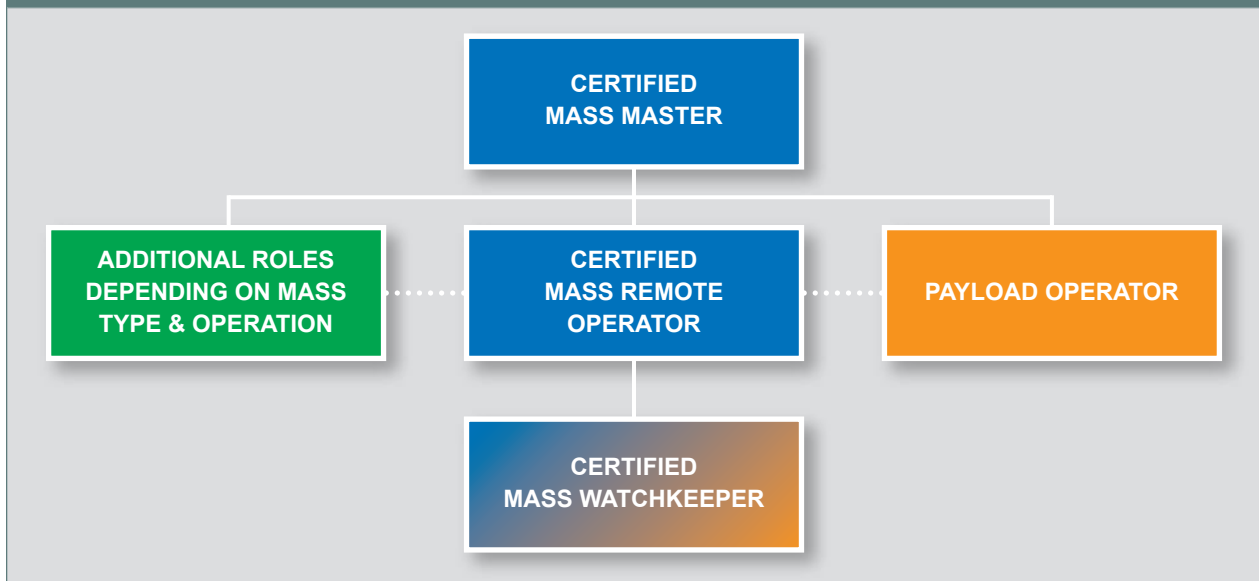 CERTIFIED
MASS MASTER
ADDITIONAL ROLES
DEPENDING ON MASS
TYPE & OPERATION
CERTIFIED
MASS REMOTE
OPERATOR
PAYLOAD OPERATOR
CERTIFIED
MASS WATCHKEEPER